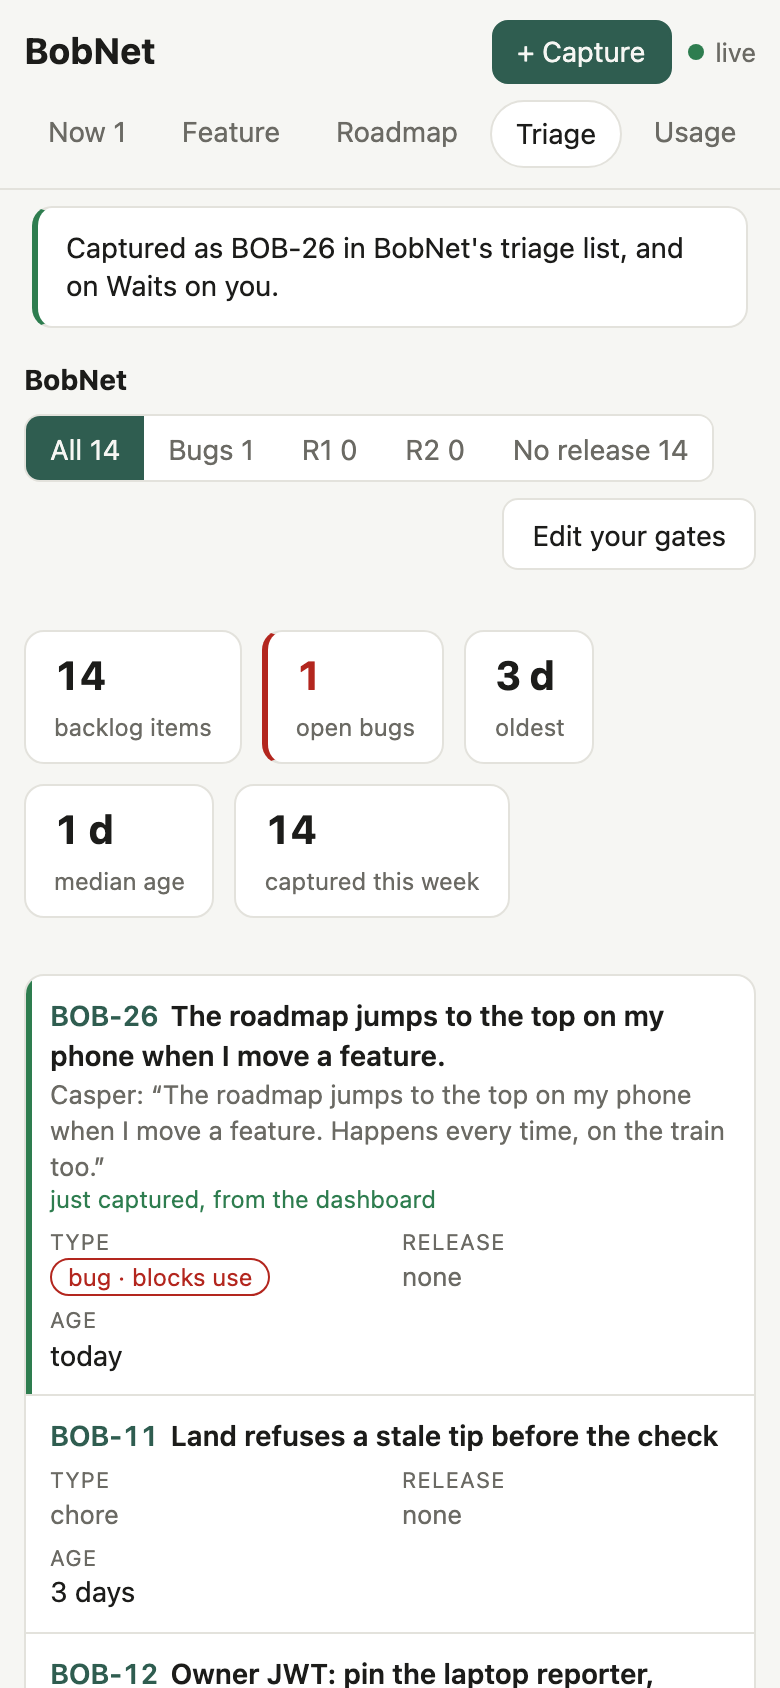 BobNet
+ Capture
live
Now 1
Feature
Roadmap
Triage
Usage
Captured as BOB-26 in BobNet's triage list, and
on Waits on you.
BobNet
All 14
Bugs 1
R1 0
R2 0
No release 14
Edit your gates
14
backlog items
1
open bugs
3 d
oldest
1 d
median age
14
captured this week
BOB-26 The roadmap jumps to the top on my
phone when I move a feature.
Casper: “The roadmap jumps to the top on my phone
when I move a feature. Happens every time, on the train
too.”
just captured, from the dashboard
TYPE
bug · blocks use
RELEASE
none
AGE
today
BOB-11 Land refuses a stale tip before the check
TYPE
chore
RELEASE
none
AGE
3 days
BOB-12 Owner JWT: pin the laptop reporter,